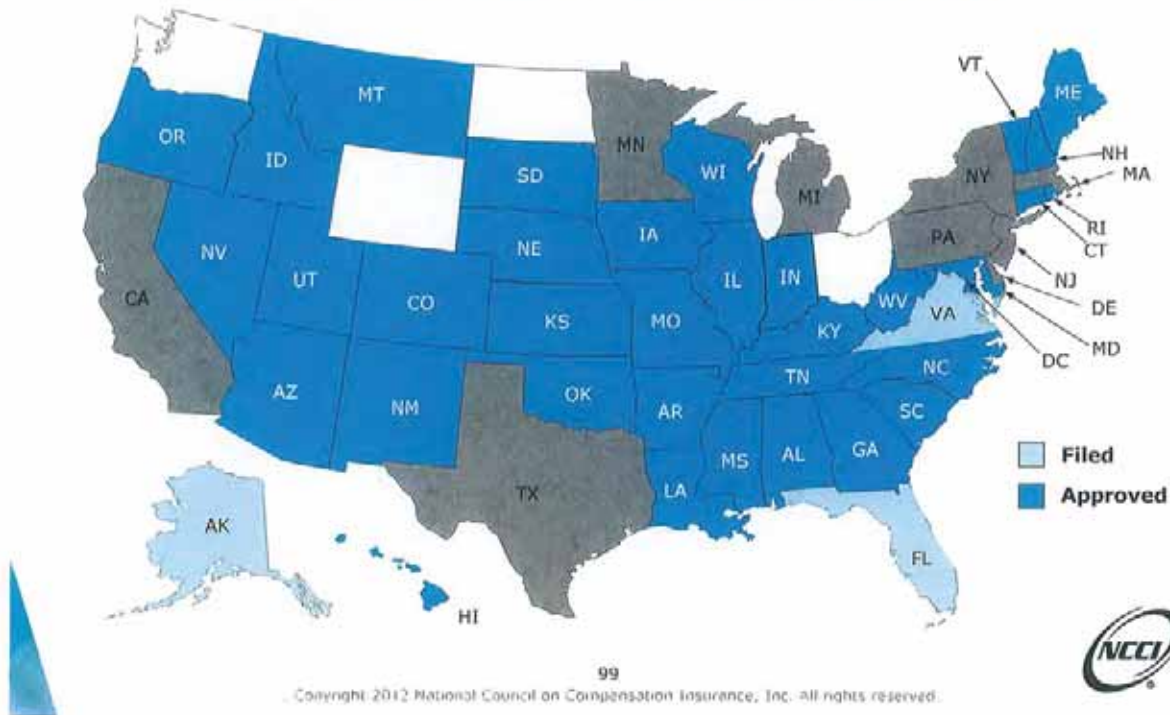 VT
ME
MT
OR
MN
ID
NH
SD
WI
NY
MA
MI
RI
IA
PA
CT
NE
NV
NJ
UT
IL
IN
CA
CO
WV
DE
KS
MO
VA
KY
MD
DC
NC
TN
AZ
OK
NM
AR
SC
MS
AL
GA
Filed
LA
TX
Approved
AK
FL
HI
NCCI
®
99
Copyright 2012 National Council on Compensation Insurance, Inc. All rights reserved.